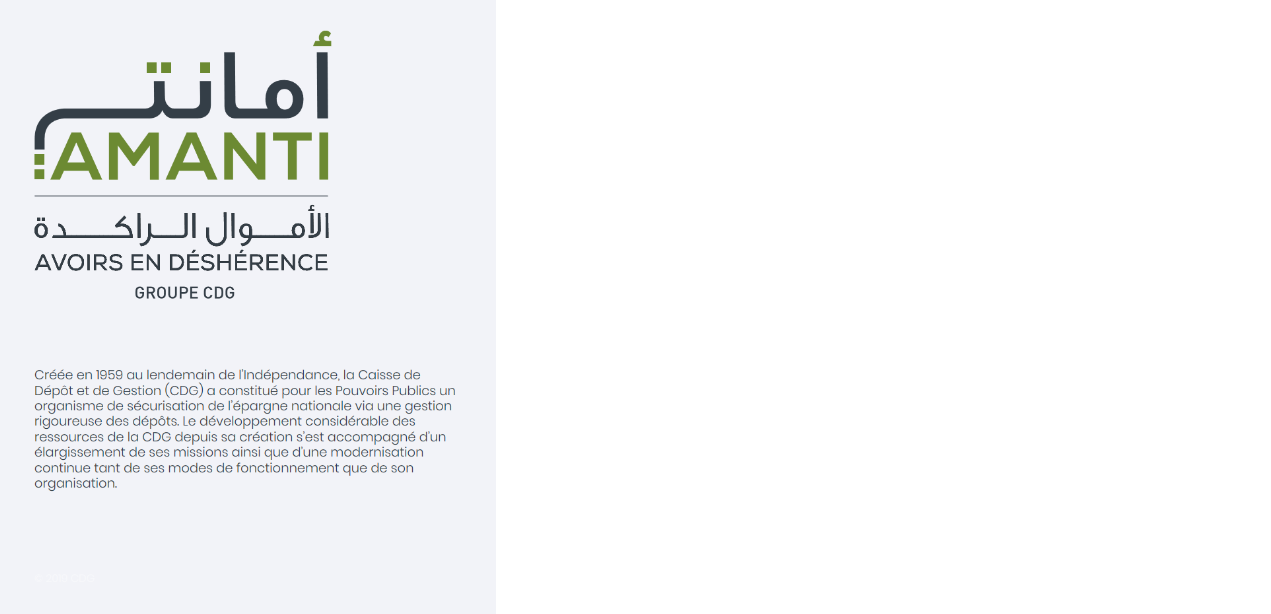 أمانتي
AMANTI
الأموال الراكدة
AVOIRS EN DÉSHÉRENCE
GROUPE CDG
Créée en 1959 au lendemain de l'Indépendance, la Caisse de
Dépôt et de Gestion (CDG) a constitué pour les Pouvoirs Publics un
organisme de sécurisation de l'épargne nationale via une gestion
rigoureuse des dépôts. Le développement considérable des
ressources de la CDG depuis sa création s'est accompagné d'un
élargissement de ses missions ainsi que d'une modernisation
continue tant de ses modes de fonctionnement que de son
organisation.